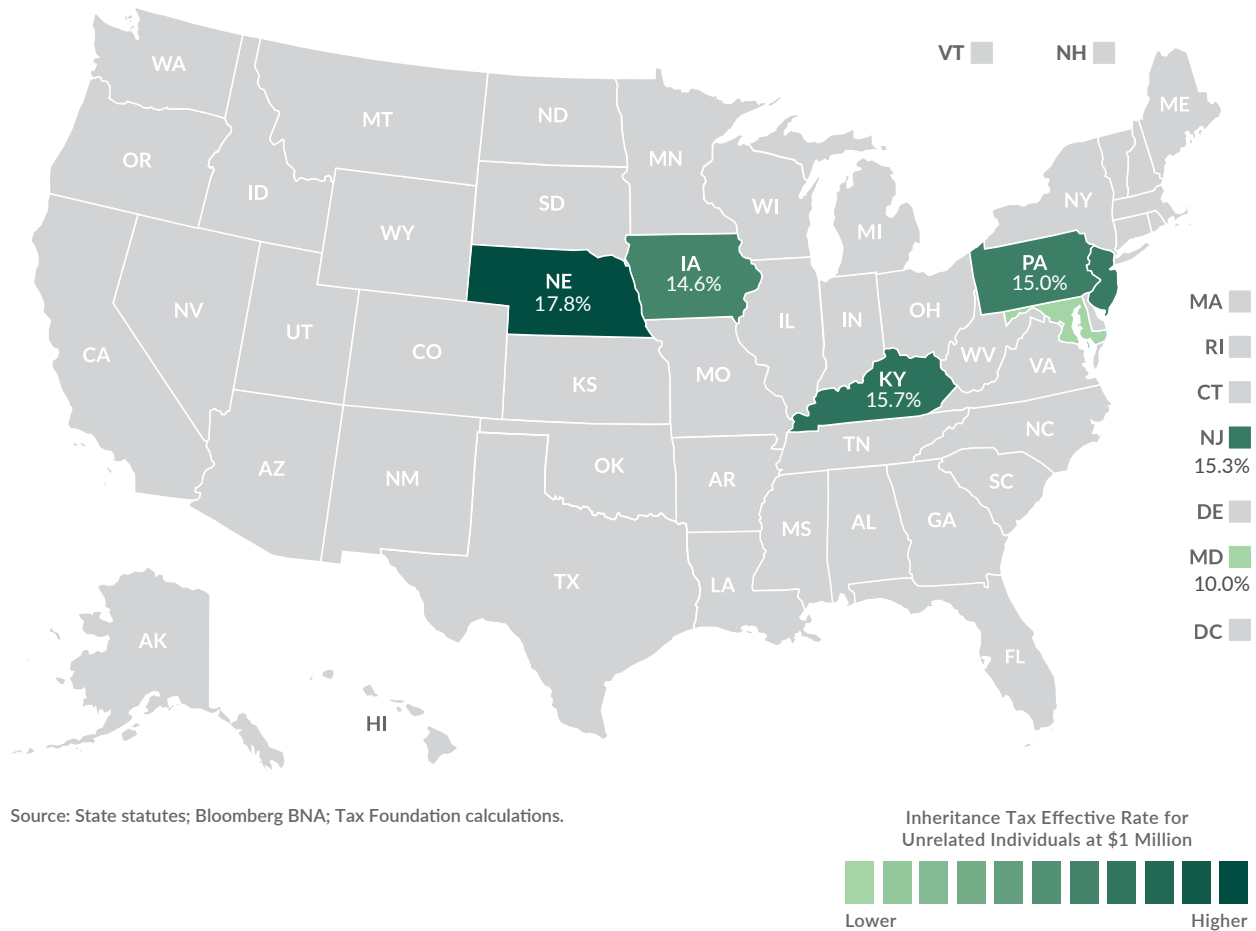 VT
NH
WA
ME
MT
ND
OR
MN
ID
SD
WI
NY
WY
MI
IA
14.6%
PA
15.0%
NE
17.8%
MA
NV
OH
IL
IN
UT
RI
CO
CA
WV
VA
MO
KS
KY
15.7%
CT
NC
NJ
15.3%
TN
OK
AZ
NM
AR
SC
DE
GA
AL
MS
MD
10.0%
TX
LA
DC
AK
FL
HI
Source: State statutes; Bloomberg BNA; Tax Foundation calculations.
Inheritance Tax Effective Rate for
Unrelated Individuals at $1 Million
Lower
Higher